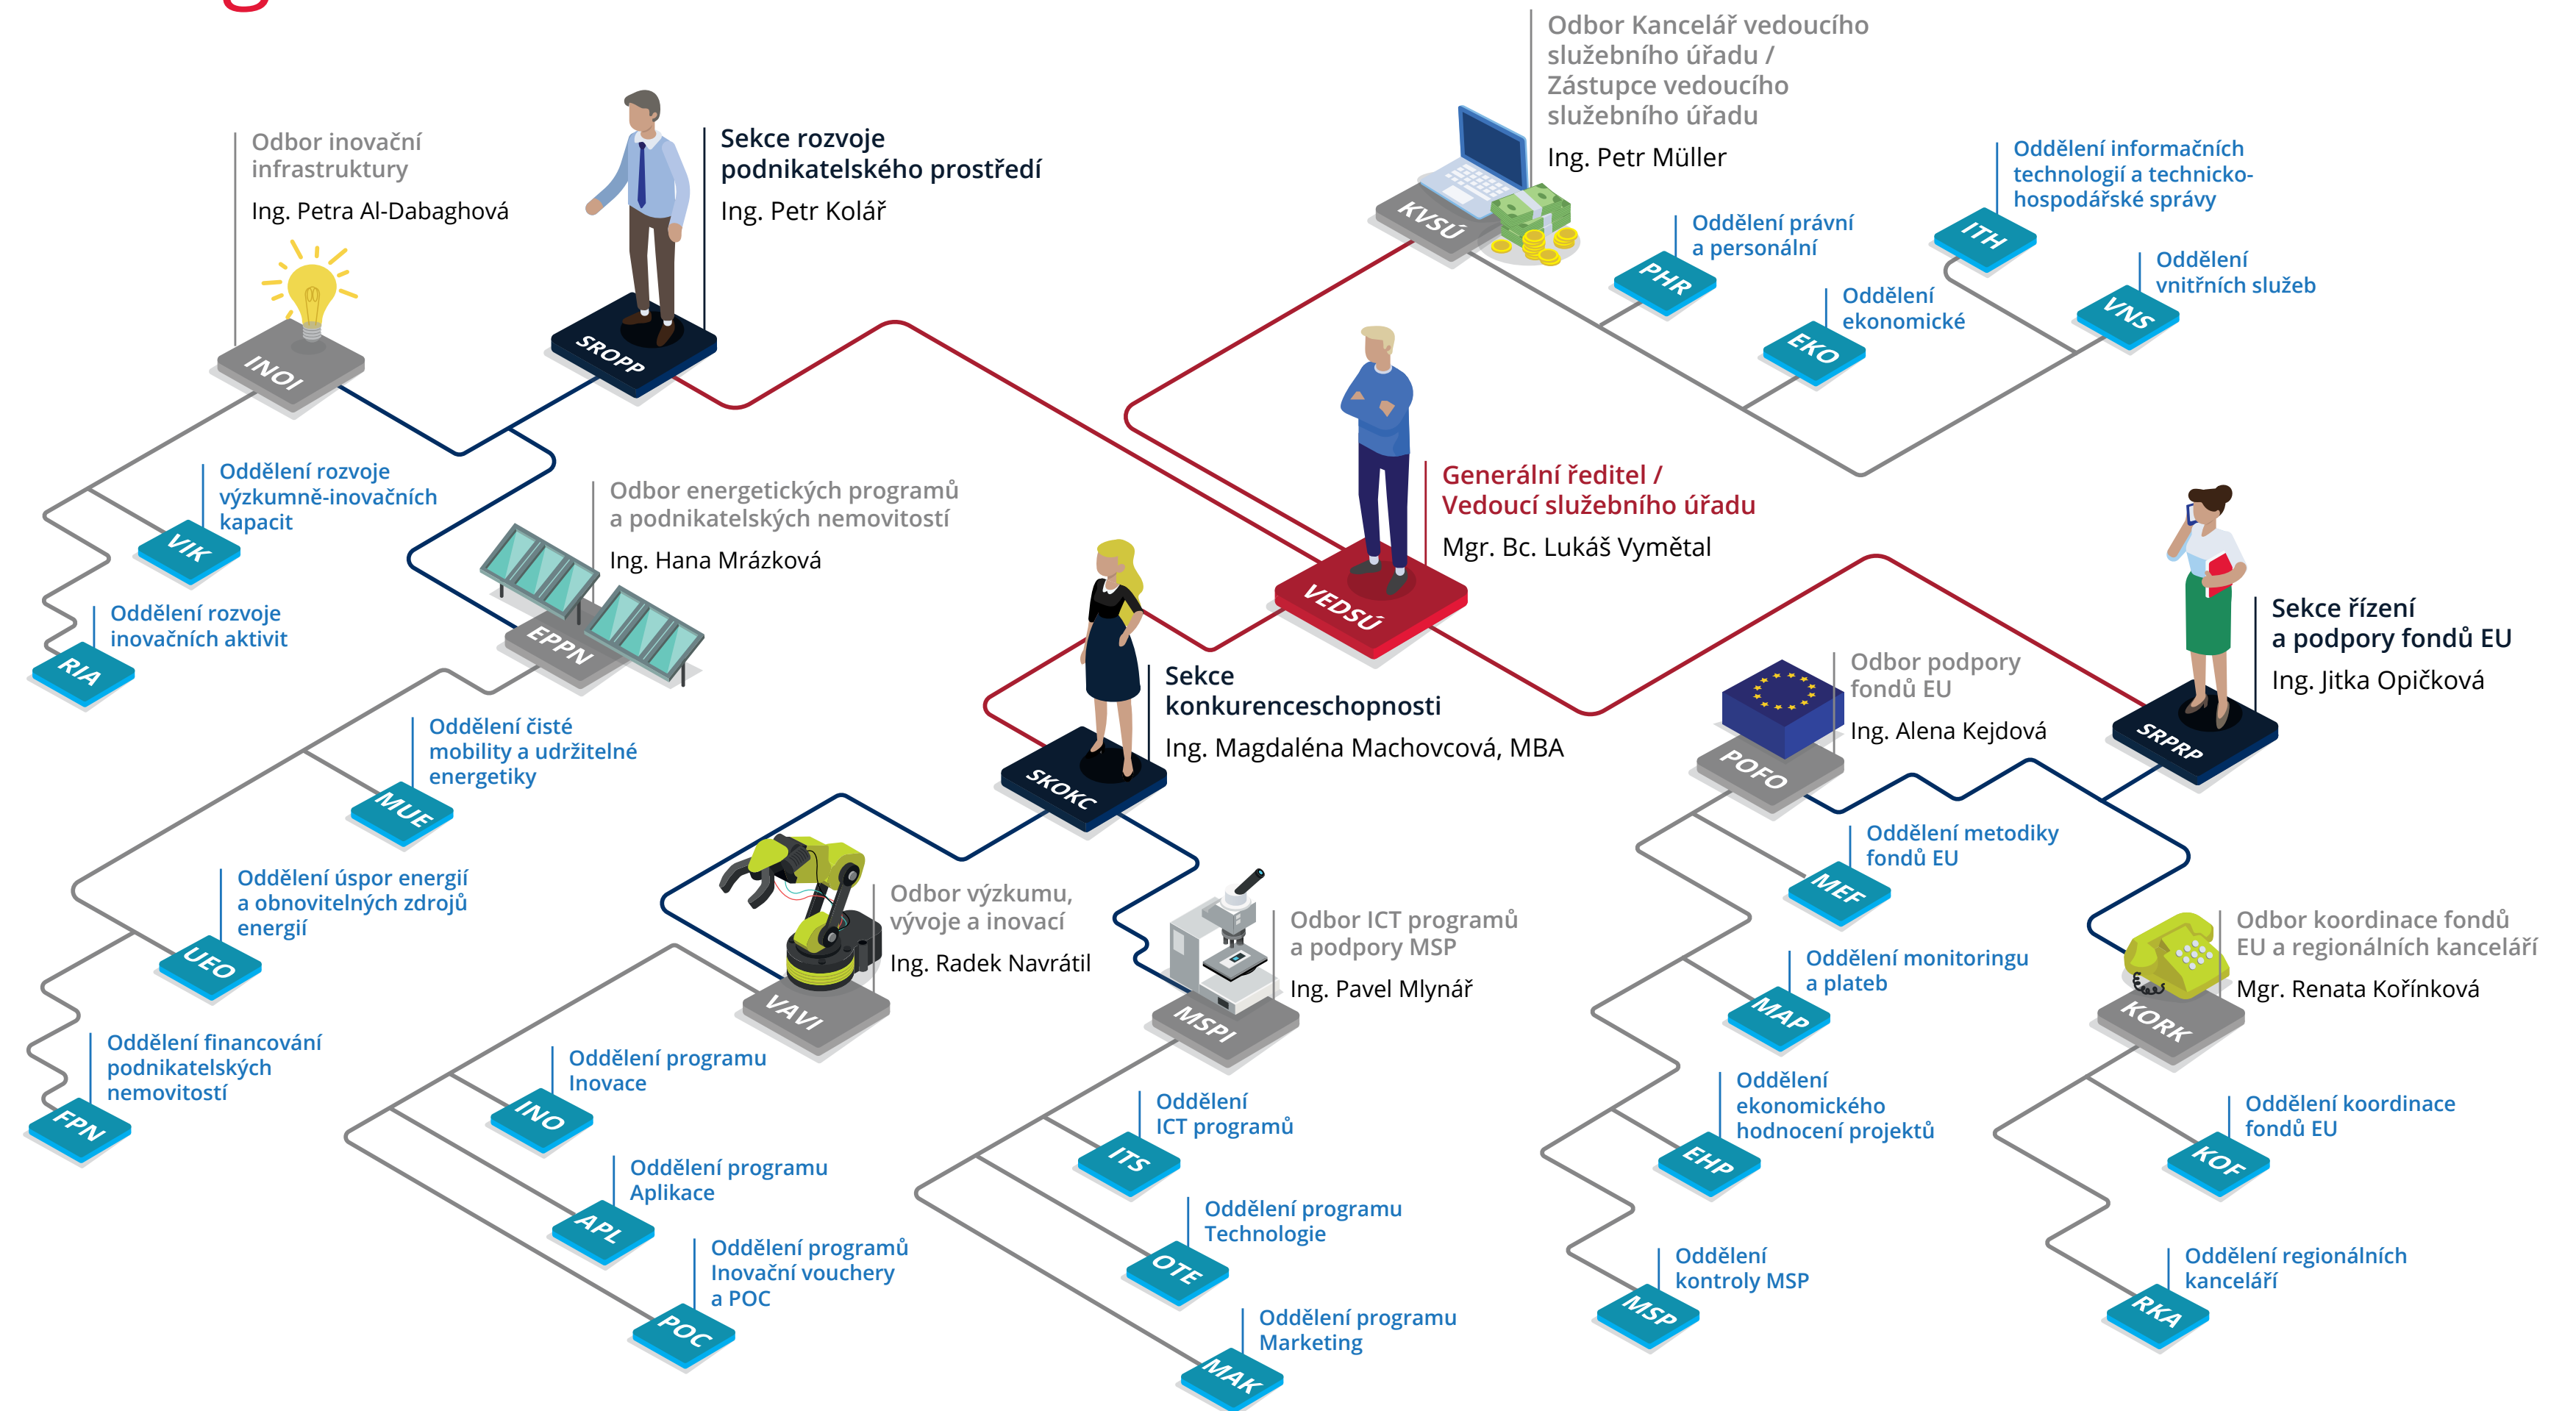 Odbor Kancelář vedoucího
služebního úřadu /
Zástupce vedoucího
služebního úřadu
Ing. Petr Müller
KVSÚ
Odbor inovační
infrastruktury
Ing. Petra Al-Dabaghová
INOI
Sekce rozvoje
podnikatelského prostředí
Ing. Petr Kolář
SROPP
Oddělení právní
a personální
PHR
Oddělení
ekonomické
EKO
Oddělení informačních
technologií a technicko-
hospodářské správy
ITH
Oddělení
vnitřních služeb
VNS
Oddělení rozvoje
výzkumně-inovačních
kapacit
VIK
Oddělení rozvoje
inovačních aktivit
RIA
Odbor energetických programů
a podnikatelských nemovitostí
Ing. Hana Mrázková
EPPN
Generální ředitel /
Vedoucí služebního úřadu
Mgr. Bc. Lukáš Vymětal
VEDSÚ
Sekce
konkurenceschopnosti
Ing. Magdaléna Machovcová, MBA
SKOKC
Sekce řízení
a podpory fondů EU
Ing. Jitka Opičková
SRPRP
Odbor podpory
fondů EU
Ing. Alena Kejdová
POFO
Oddělení čisté
mobility a udržitelné
energetiky
MUE
Oddělení úspor energií
a obnovitelných zdrojů
energií
UEO
Oddělení financování
podnikatelských
nemovitostí
FPN
Odbor výzkumu,
vývoje a inovací
Ing. Radek Navrátil
VAVI
Odbor ICT programů
a podpory MSP
Ing. Pavel Mlynář
MSPI
Oddělení metodiky
fondů EU
MEF
Oddělení monitoringu
a plateb
MAP
Odbor koordinace fondů
EU a regionálních kanceláří
Mgr. Renata Kořínková
KORK
Oddělení programu
Inovace
INO
Oddělení programu
Aplikace
APL
Oddělení programů
Inovační vouchery
a POC
POC
Oddělení
ICT programů
ITS
Oddělení programu
Technologie
OTE
Oddělení programu
Marketing
MAK
Oddělení
ekonomického
hodnocení projektů
EHP
Oddělení
kontroly MSP
MSP
Oddělení koordinace
fondů EU
KOF
Oddělení regionálních
kanceláří
RKA